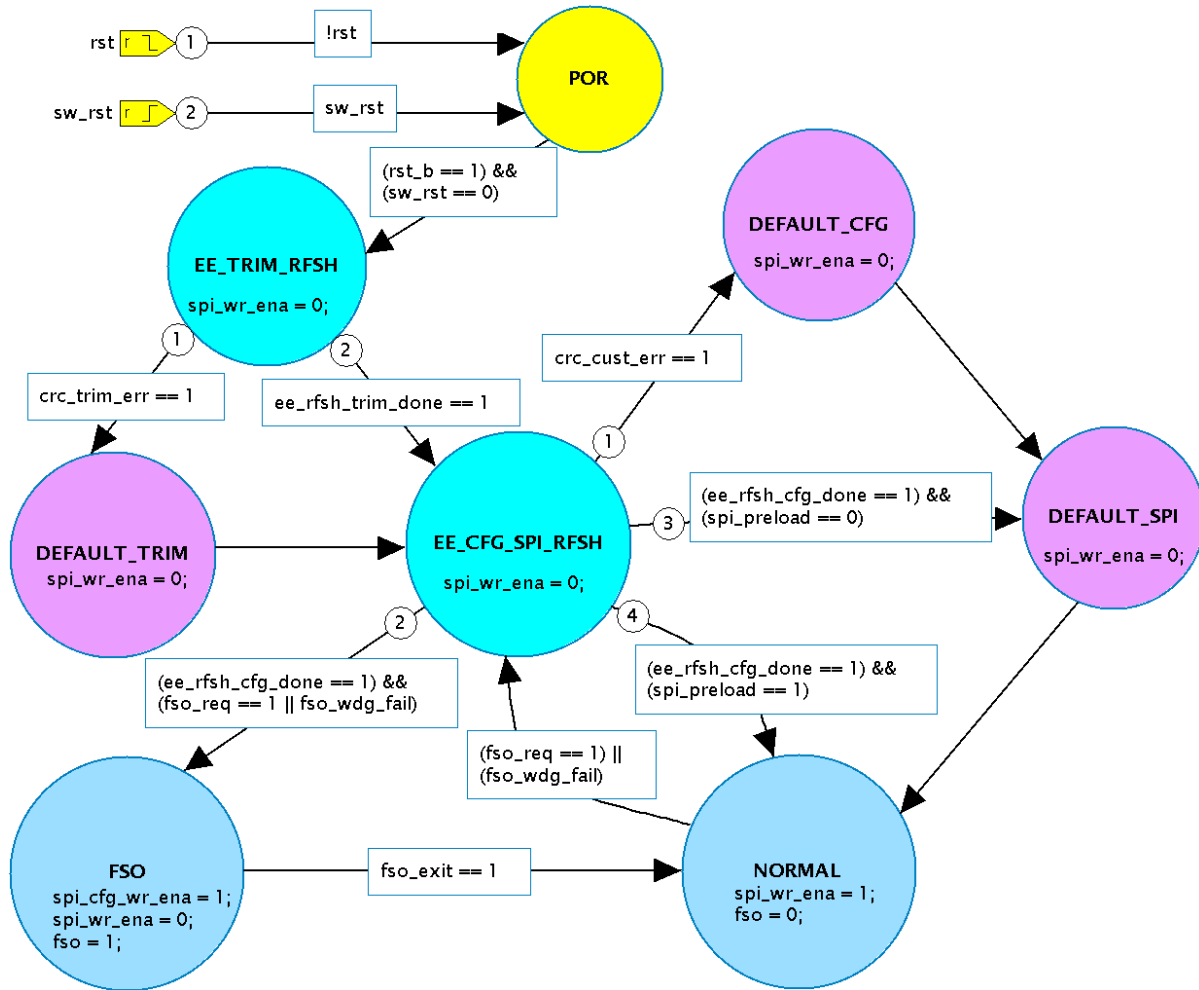 rst r 1 !rst
POR
sw_rst r 2 sw_rst
(rst_b == 1) &&
(sw_rst == 0)
DEFAULT_CFG
spi_wr_ena = 0;
EE_TRIM_RFSH
spi_wr_ena = 0;
1
2
crc_cust_err == 1
crc_trim_err == 1
ee_rfsh_trim_done == 1
1
(ee_rfsh_cfg_done == 1) &&
(spi_preload == 0)
3
DEFAULT_SPI
spi_wr_ena = 0;
DEFAULT_TRIM
spi_wr_ena = 0;
EE_CFG_SPI_RFSH
spi_wr_ena = 0;
2
4
(ee_rfsh_cfg_done == 1) &&
(fso_req == 1 || fso_wdg_fail)
(ee_rfsh_cfg_done == 1) &&
(spi_preload == 1)
(fso_req == 1) ||
(fso_wdg_fail)
FSO
spi_cfg_wr_ena = 1;
spi_wr_ena = 0;
fso = 1;
fso_exit == 1
NORMAL
spi_wr_ena = 1;
fso = 0;